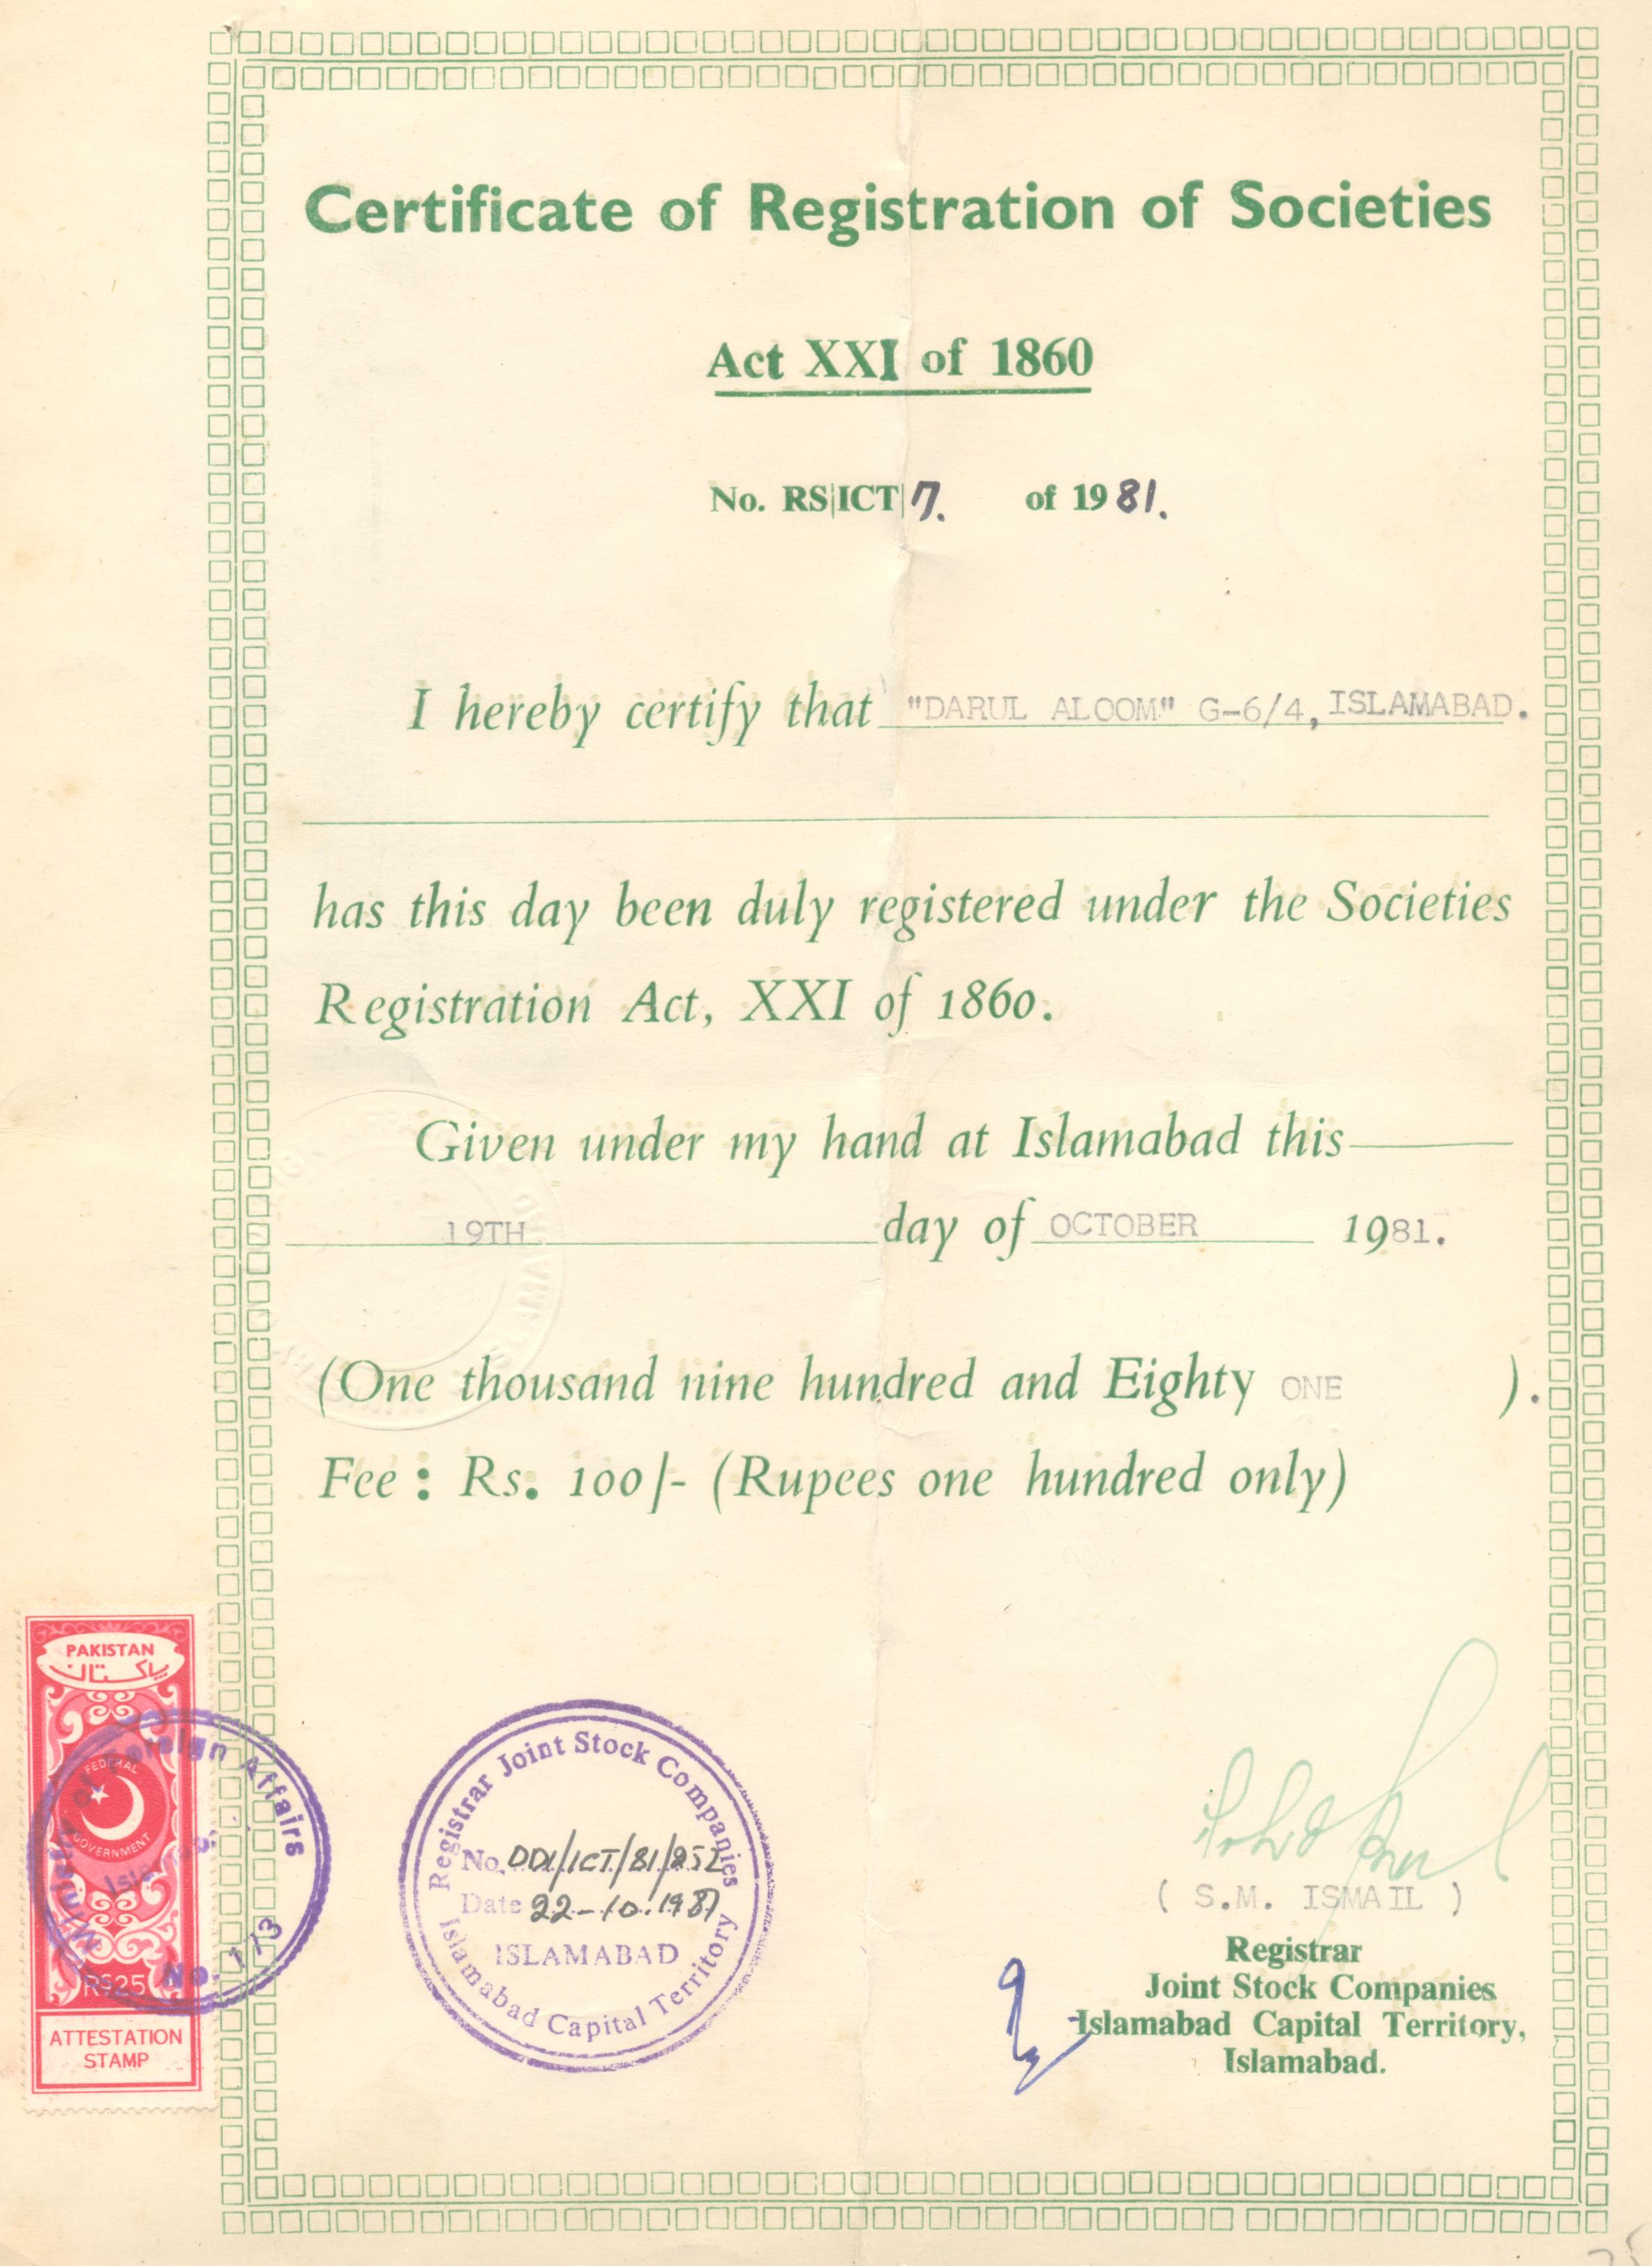 Certificate of Registration of Societies
Act XXI of 1860
No. RS|ICT|7. of 1981.
I hereby certify that "DARUL ALOOM" G-6/4, ISLAMABAD.
has this day been duly registered under the Societies
Registration Act, XXI of 1860.
Given under my hand at Islamabad this
19TH day of OCTOBER 1981.
(One thousand nine hundred and Eighty ONE ).
Fee : Rs. 100/- (Rupees one hundred only)
PAKISTAN
پاکستان
FEDERAL
GOVERNMENT
Rs25
ATTESTATION
STAMP
Ministry of Foreign Affairs
No. 173
Registrar Joint Stock Companies
No. DDI/ICT/81/852
Date 22-10-1981
ISLAMABAD
Islamabad Capital Territory
( S.M. ISMAIL )
Registrar
Joint Stock Companies
Islamabad Capital Territory,
Islamabad.